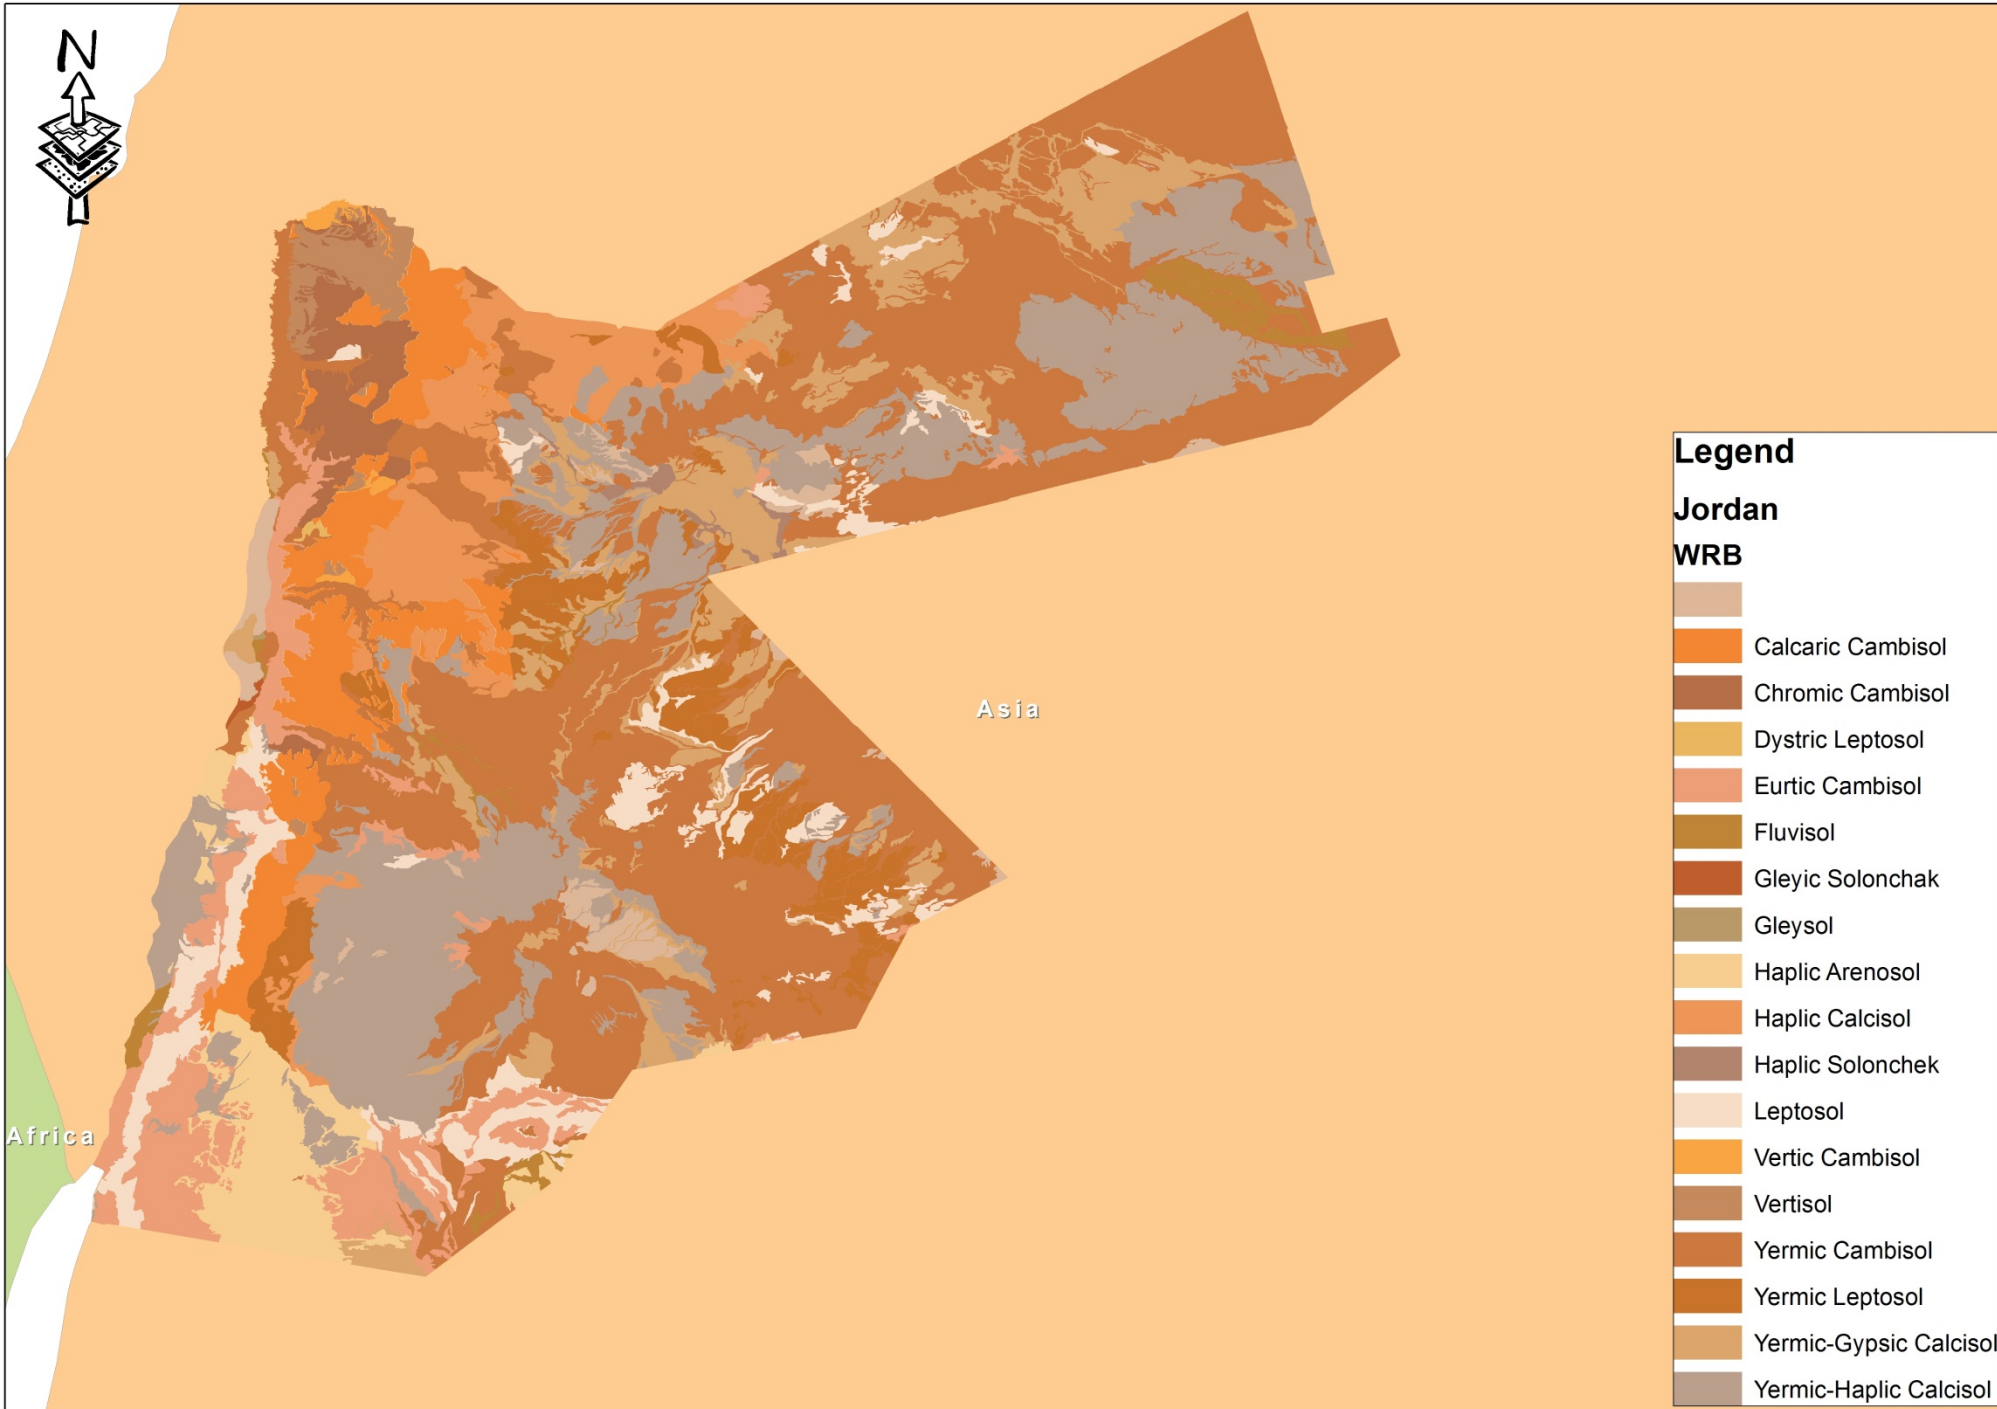 N
Asia
Africa
Legend
Jordan
WRB
Calcaric Cambisol
Chromic Cambisol
Dystric Leptosol
Eurtic Cambisol
Fluvisol
Gleyic Solonchak
Gleysol
Haplic Arenosol
Haplic Calcisol
Haplic Solonchek
Leptosol
Vertic Cambisol
Vertisol
Yermic Cambisol
Yermic Leptosol
Yermic-Gypsic Calcisol
Yermic-Haplic Calcisol